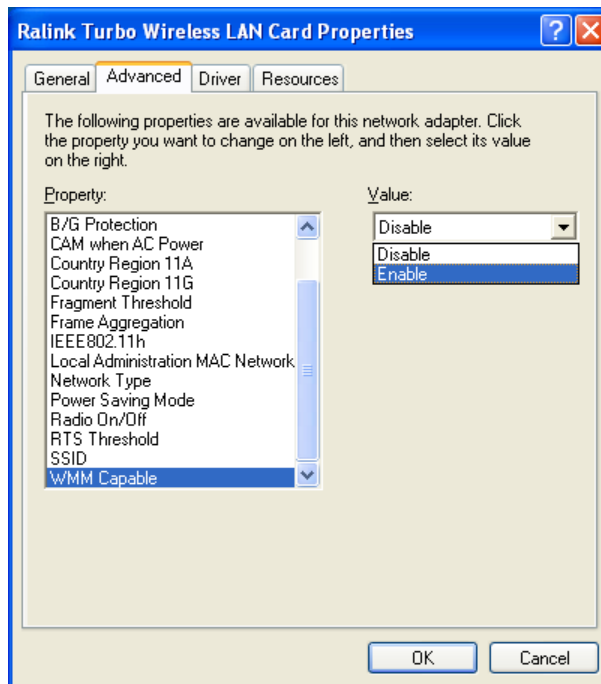 Ralink Turbo Wireless LAN Card Properties
General Advanced Driver Resources
The following properties are available for this network adapter. Click
the property you want to change on the left, and then select its value
on the right.
Property:
B/G Protection
CAM when AC Power
Country Region 11A
Country Region 11G
Fragment Threshold
Frame Aggregation
IEEE802.11h
Local Administration MAC Network
Network Type
Power Saving Mode
Radio On/Off
RTS Threshold
SSID
WMM Capable
Value:
Disable
Disable
Enable
OK Cancel